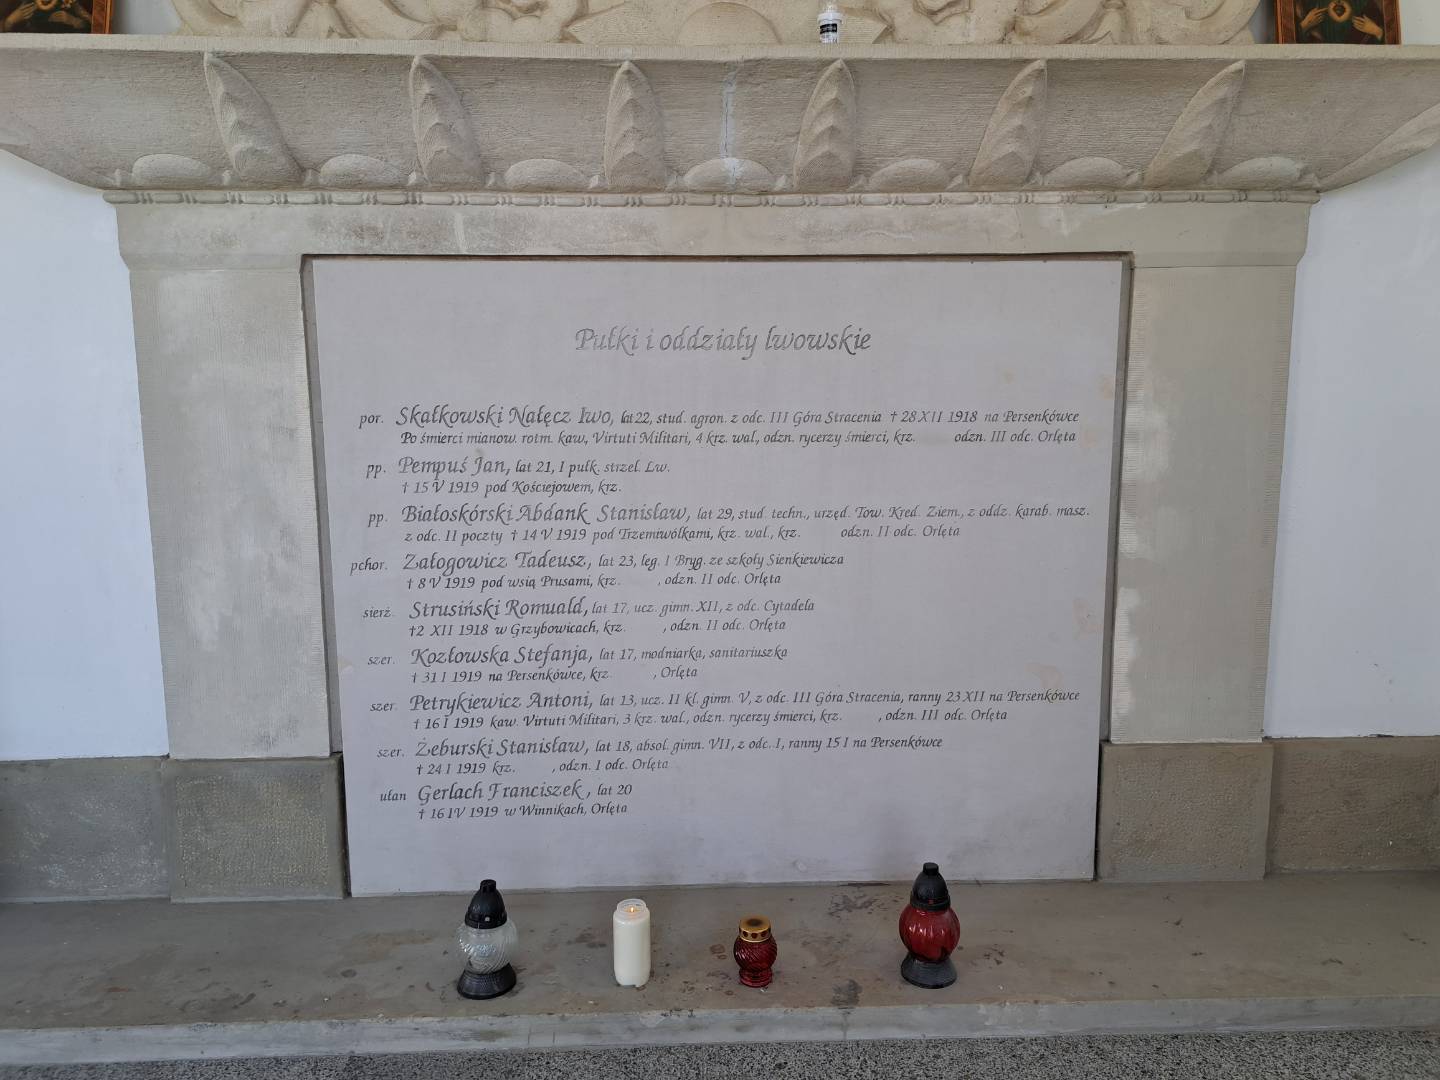 Pułki i oddziały lwowskie
por. Skałkowski Nałęcz Iwo, lat 22, stud. agron. z odc. III Góra Stracenia † 28 XII 1918 na Persenkówce
Po śmierci mianow. rotm. kaw. Virtuti Militari, 4 krz. wal., odzn. rycerzy śmierci, krz. odzn. III odc. Orlęta
pp. Pempuś Jan, lat 21, I pułk. strzel. Lw.
† 15 V 1919 pod Kościejowem, krz.
pp. Białoskórski Abdank Stanisław, lat 29, stud. techn., urzęd. Tow. Kred. Ziem., z oddz. karab. masz.
z odc. II poczty † 14 V 1919 pod Trzemiwólkami, krz. wal., krz. odzn. II odc. Orlęta
pchor. Załogowicz Tadeusz, lat 23, leg. I Bryg. ze szkoły Sienkiewicza
† 8 V 1919 pod wsią Prusami, krz. , odzn. II odc. Orlęta
sierż. Strusiński Romuald, lat 17, ucz. gimn. XII, z odc. Cytadela
†2 XII 1918 w Grzybowicach, krz. , odzn. II odc. Orlęta
szer. Kozłowska Stefanja, lat 17, modniarka, sanitariuszka
† 31 I 1919 na Persenkówce, krz. , Orlęta
szer. Petrykiewicz Antoni, lat 13, ucz. II kl. gimn. V, z odc. III Góra Stracenia, ranny 23 XII na Persenkówce
† 16 I 1919 kaw. Virtuti Militari, 3 krz. wal., odzn. rycerzy śmierci, krz. , odzn. III odc. Orlęta
szer. Żeburski Stanisław, lat 18, absol. gimn. VII, z odc. I, ranny 15 I na Persenkówce
† 24 I 1919 krz. , odzn. I odc. Orlęta
ułan Gerlach Franciszek, lat 20
† 16 IV 1919 w Winnikach, Orlęta